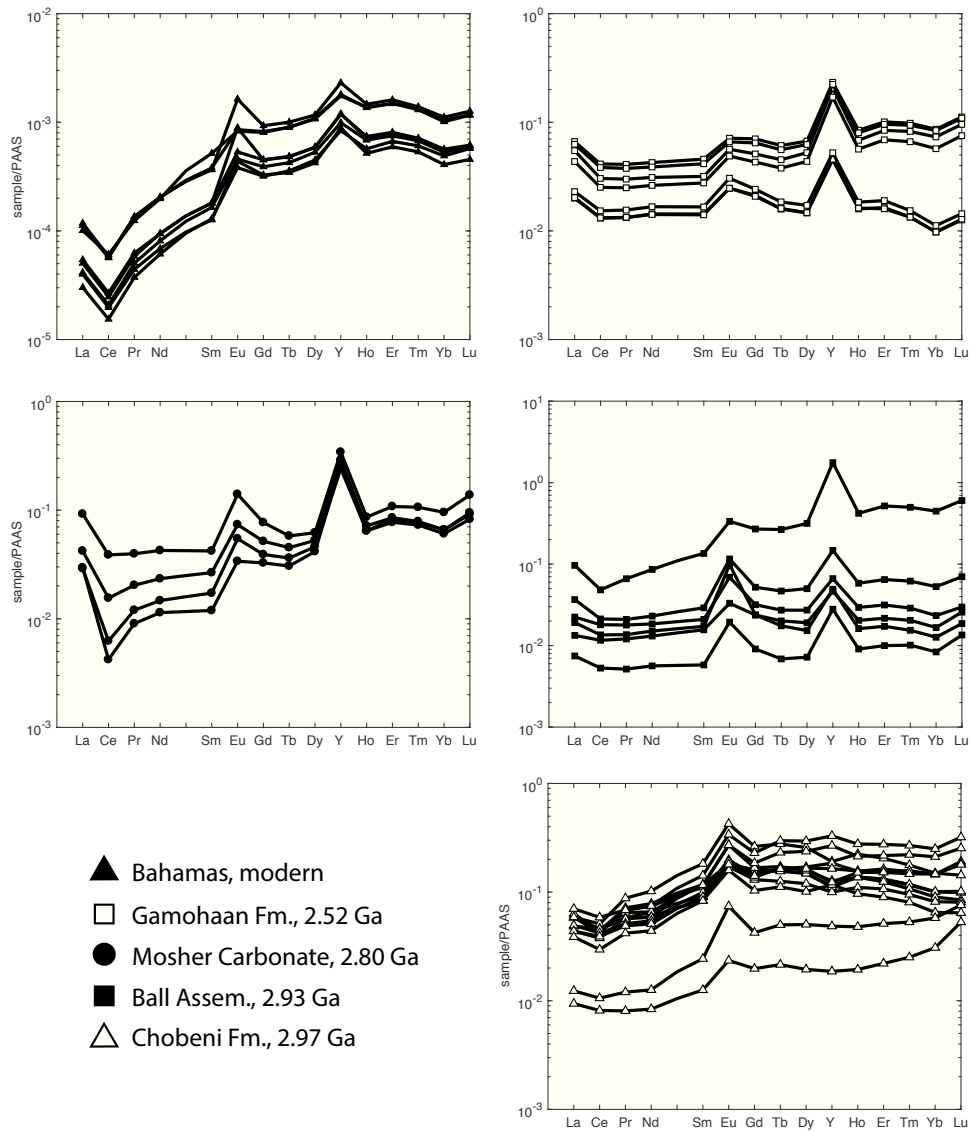 10-2
10-3
10-4
10-5
sample/PAAS
La Ce Pr Nd Sm Eu Gd Tb Dy Y Ho Er Tm Yb Lu
100
10-1
10-2
10-3
La Ce Pr Nd Sm Eu Gd Tb Dy Y Ho Er Tm Yb Lu
100
10-1
10-2
10-3
sample/PAAS
La Ce Pr Nd Sm Eu Gd Tb Dy Y Ho Er Tm Yb Lu
101
100
10-1
10-2
10-3
La Ce Pr Nd Sm Eu Gd Tb Dy Y Ho Er Tm Yb Lu
Bahamas, modern
Gamohaan Fm., 2.52 Ga
Mosher Carbonate, 2.80 Ga
Ball Assem., 2.93 Ga
Chobeni Fm., 2.97 Ga
100
10-1
10-2
10-3
sample/PAAS
La Ce Pr Nd Sm Eu Gd Tb Dy Y Ho Er Tm Yb Lu